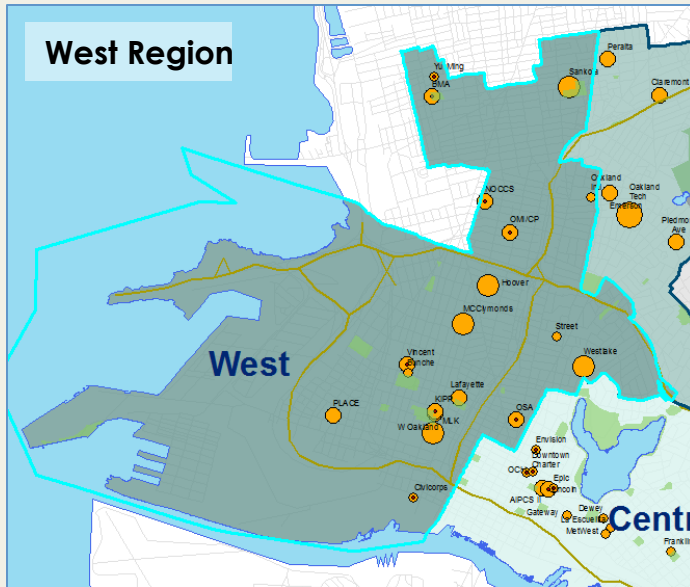 West Region
Peralta
Yu Ming
BMA
Sankofa
Claremont
NOCCS
Oakland
Oakland
Tech
Emerson
OMI/CP
Piedmo
Ave
Hoover
MCClymonds
Street
West
Vincent
Westlake
Lafayette
PLACE
KIPP
MLK
W Oakland
OSA
Envision
Downtown
Charter
Epic
Lincoln
Civicorps
AIPCS II
Gateway
Dewey
La Escuelita
Centr
MetWest
Franklin